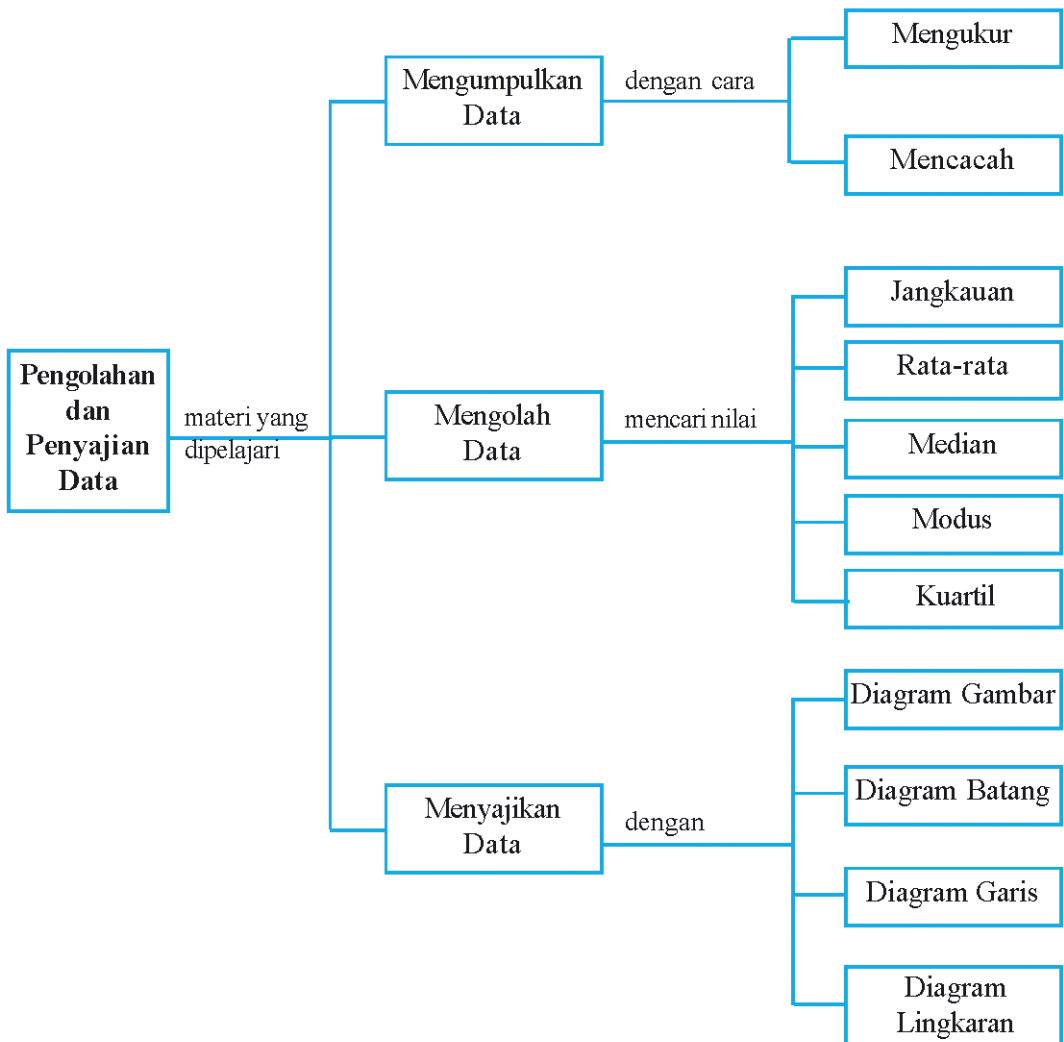 Pengolahan
dan
Penyajian
Data
materi yang
dipelajari
Mengumpulkan
Data
dengan cara
Mengukur
Mencacah
Mengolah
Data
mencari nilai
Jangkauan
Rata-rata
Median
Modus
Kuartil
Menyajikan
Data
dengan
Diagram Gambar
Diagram Batang
Diagram Garis
Diagram
Lingkaran